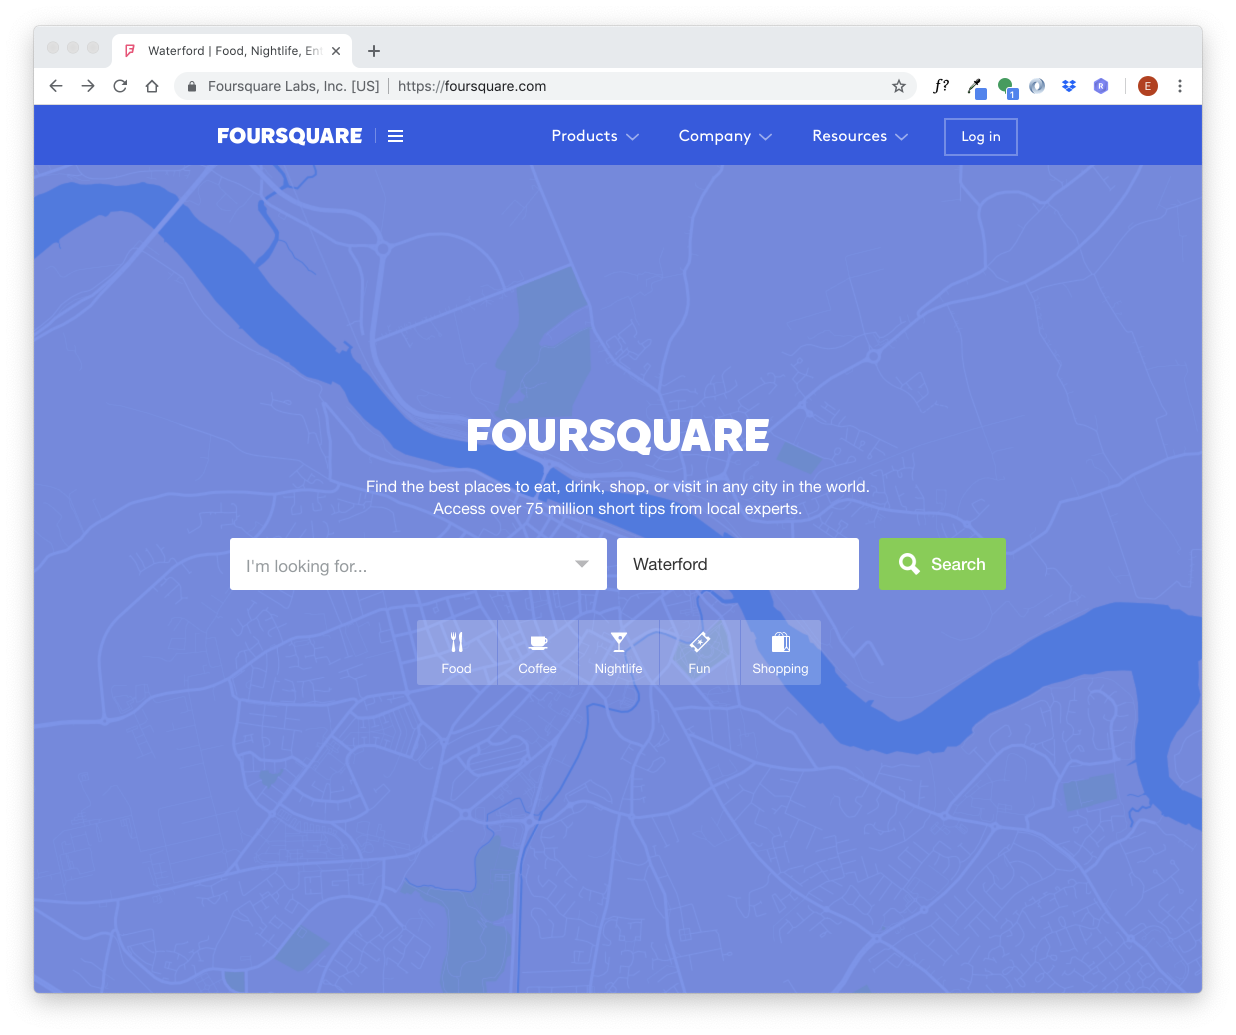 Waterford | Food, Nightlife, Ent
Foursquare Labs, Inc. [US] | https://foursquare.com
f?
1
R
E
FOURSQUARE
Products
Company
Resources
Log in
FOURSQUARE
Find the best places to eat, drink, shop, or visit in any city in the world.
Access over 75 million short tips from local experts.
I'm looking for...
Waterford
Search
Food
Coffee
Nightlife
Fun
Shopping